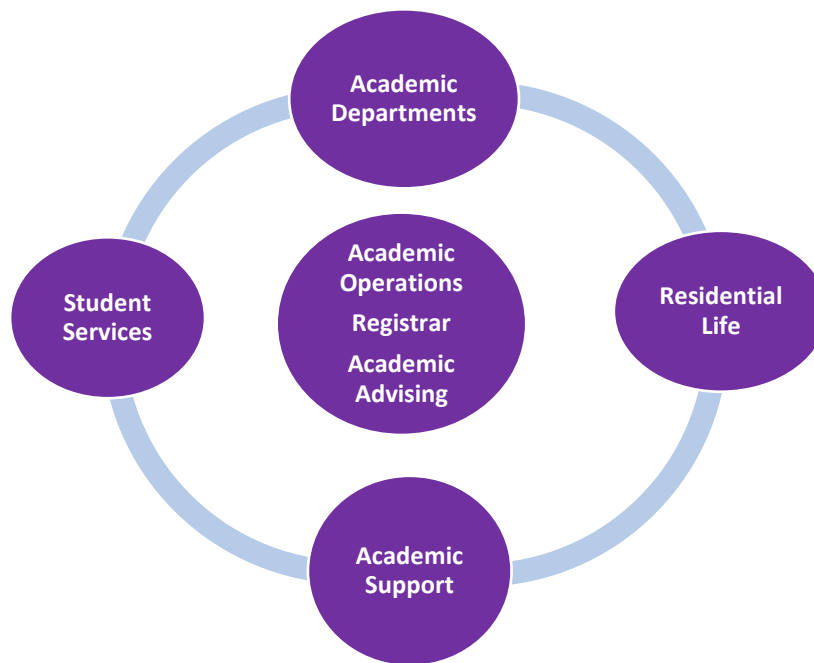 Academic
Departments
Academic
Operations
Registrar
Academic
Advising
Student
Services
Residential
Life
Academic
Support